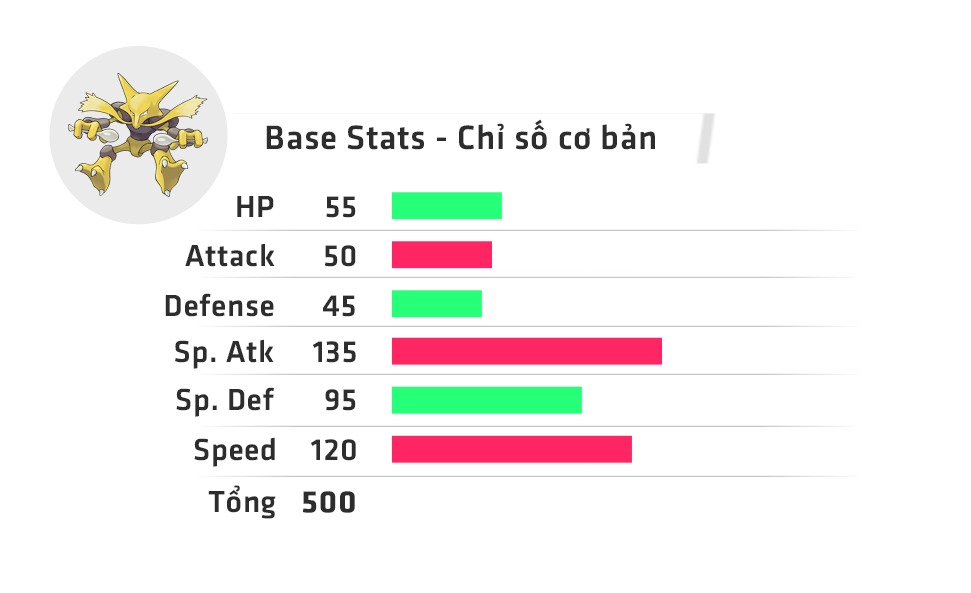 Base Stats - Chỉ số cơ bản
HP 55
Attack 50
Defense 45
Sp. Atk 135
Sp. Def 95
Speed 120
Tổng 500